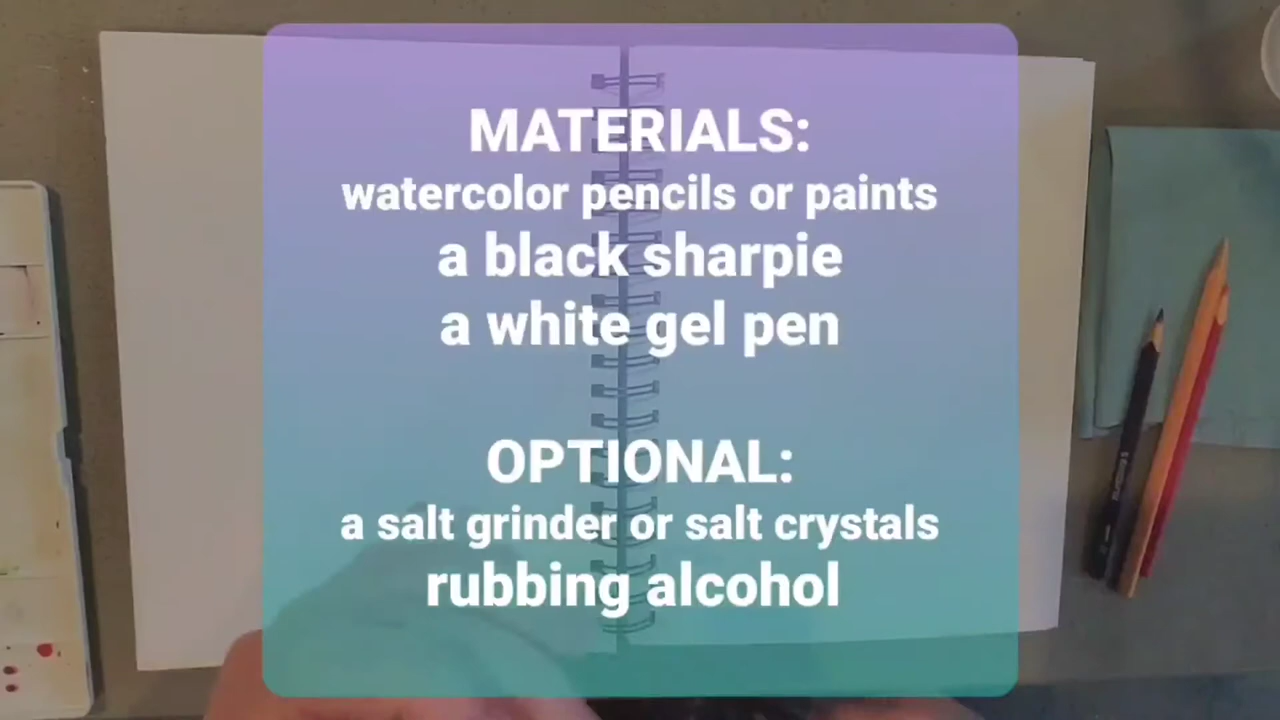 MATERIALS:
watercolor pencils or paints
a black sharpie
a white gel pen
OPTIONAL:
a salt grinder or salt crystals
rubbing alcohol